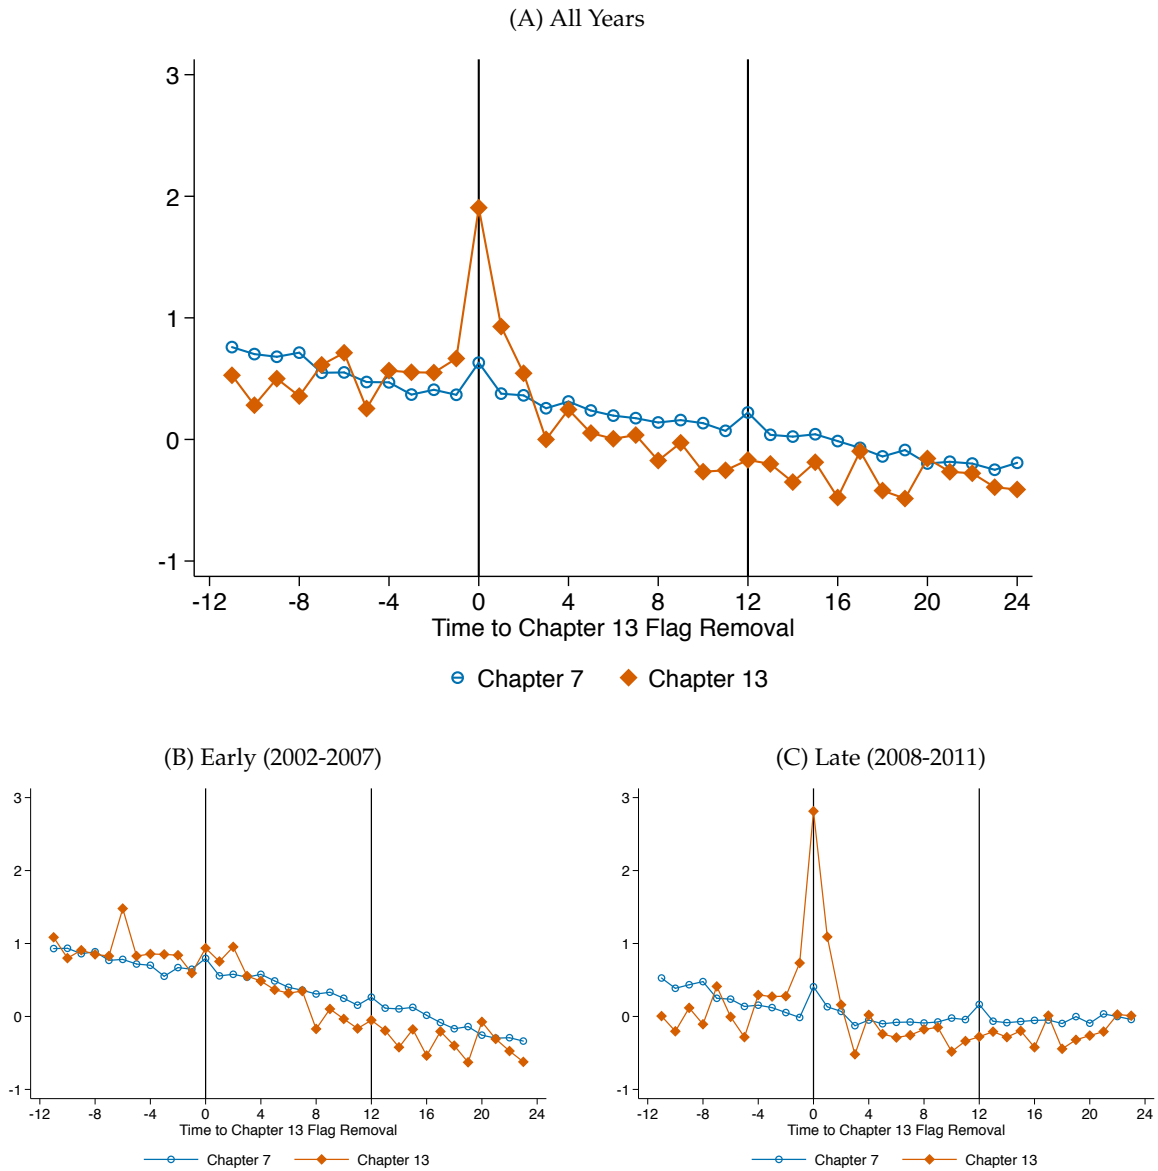 (A) All Years
3
2
1
0
-1
-12 -8 -4 0 4 8 12 16 20 24
Time to Chapter 13 Flag Removal
Chapter 7 Chapter 13
(B) Early (2002-2007)
3
2
1
0
-1
-12 -8 -4 0 4 8 12 16 20 24
Time to Chapter 13 Flag Removal
Chapter 7 Chapter 13
(C) Late (2008-2011)
3
2
1
0
-1
-12 -8 -4 0 4 8 12 16 20 24
Time to Chapter 13 Flag Removal
Chapter 7 Chapter 13